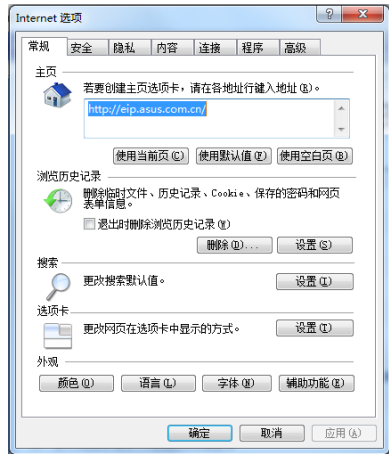 Internet 选项
常规 安全 隐私 内容 连接 程序 高级
主页
若要创建主页选项卡，请在各地址行键入地址(R)。
http://eip.asus.com.cn/
使用当前页(C) 使用默认值(F) 使用空白页(B)
浏览历史记录
删除临时文件、历史记录、Cookie、保存的密码和网页
表单信息。
退出时删除浏览历史记录(W)
删除(D)... 设置(S)
搜索
更改搜索默认值。 设置(I)
选项卡
更改网页在选项卡中显示的方式。 设置(T)
外观
颜色(O) 语言(L) 字体(N) 辅助功能(E)
确定 取消 应用(A)